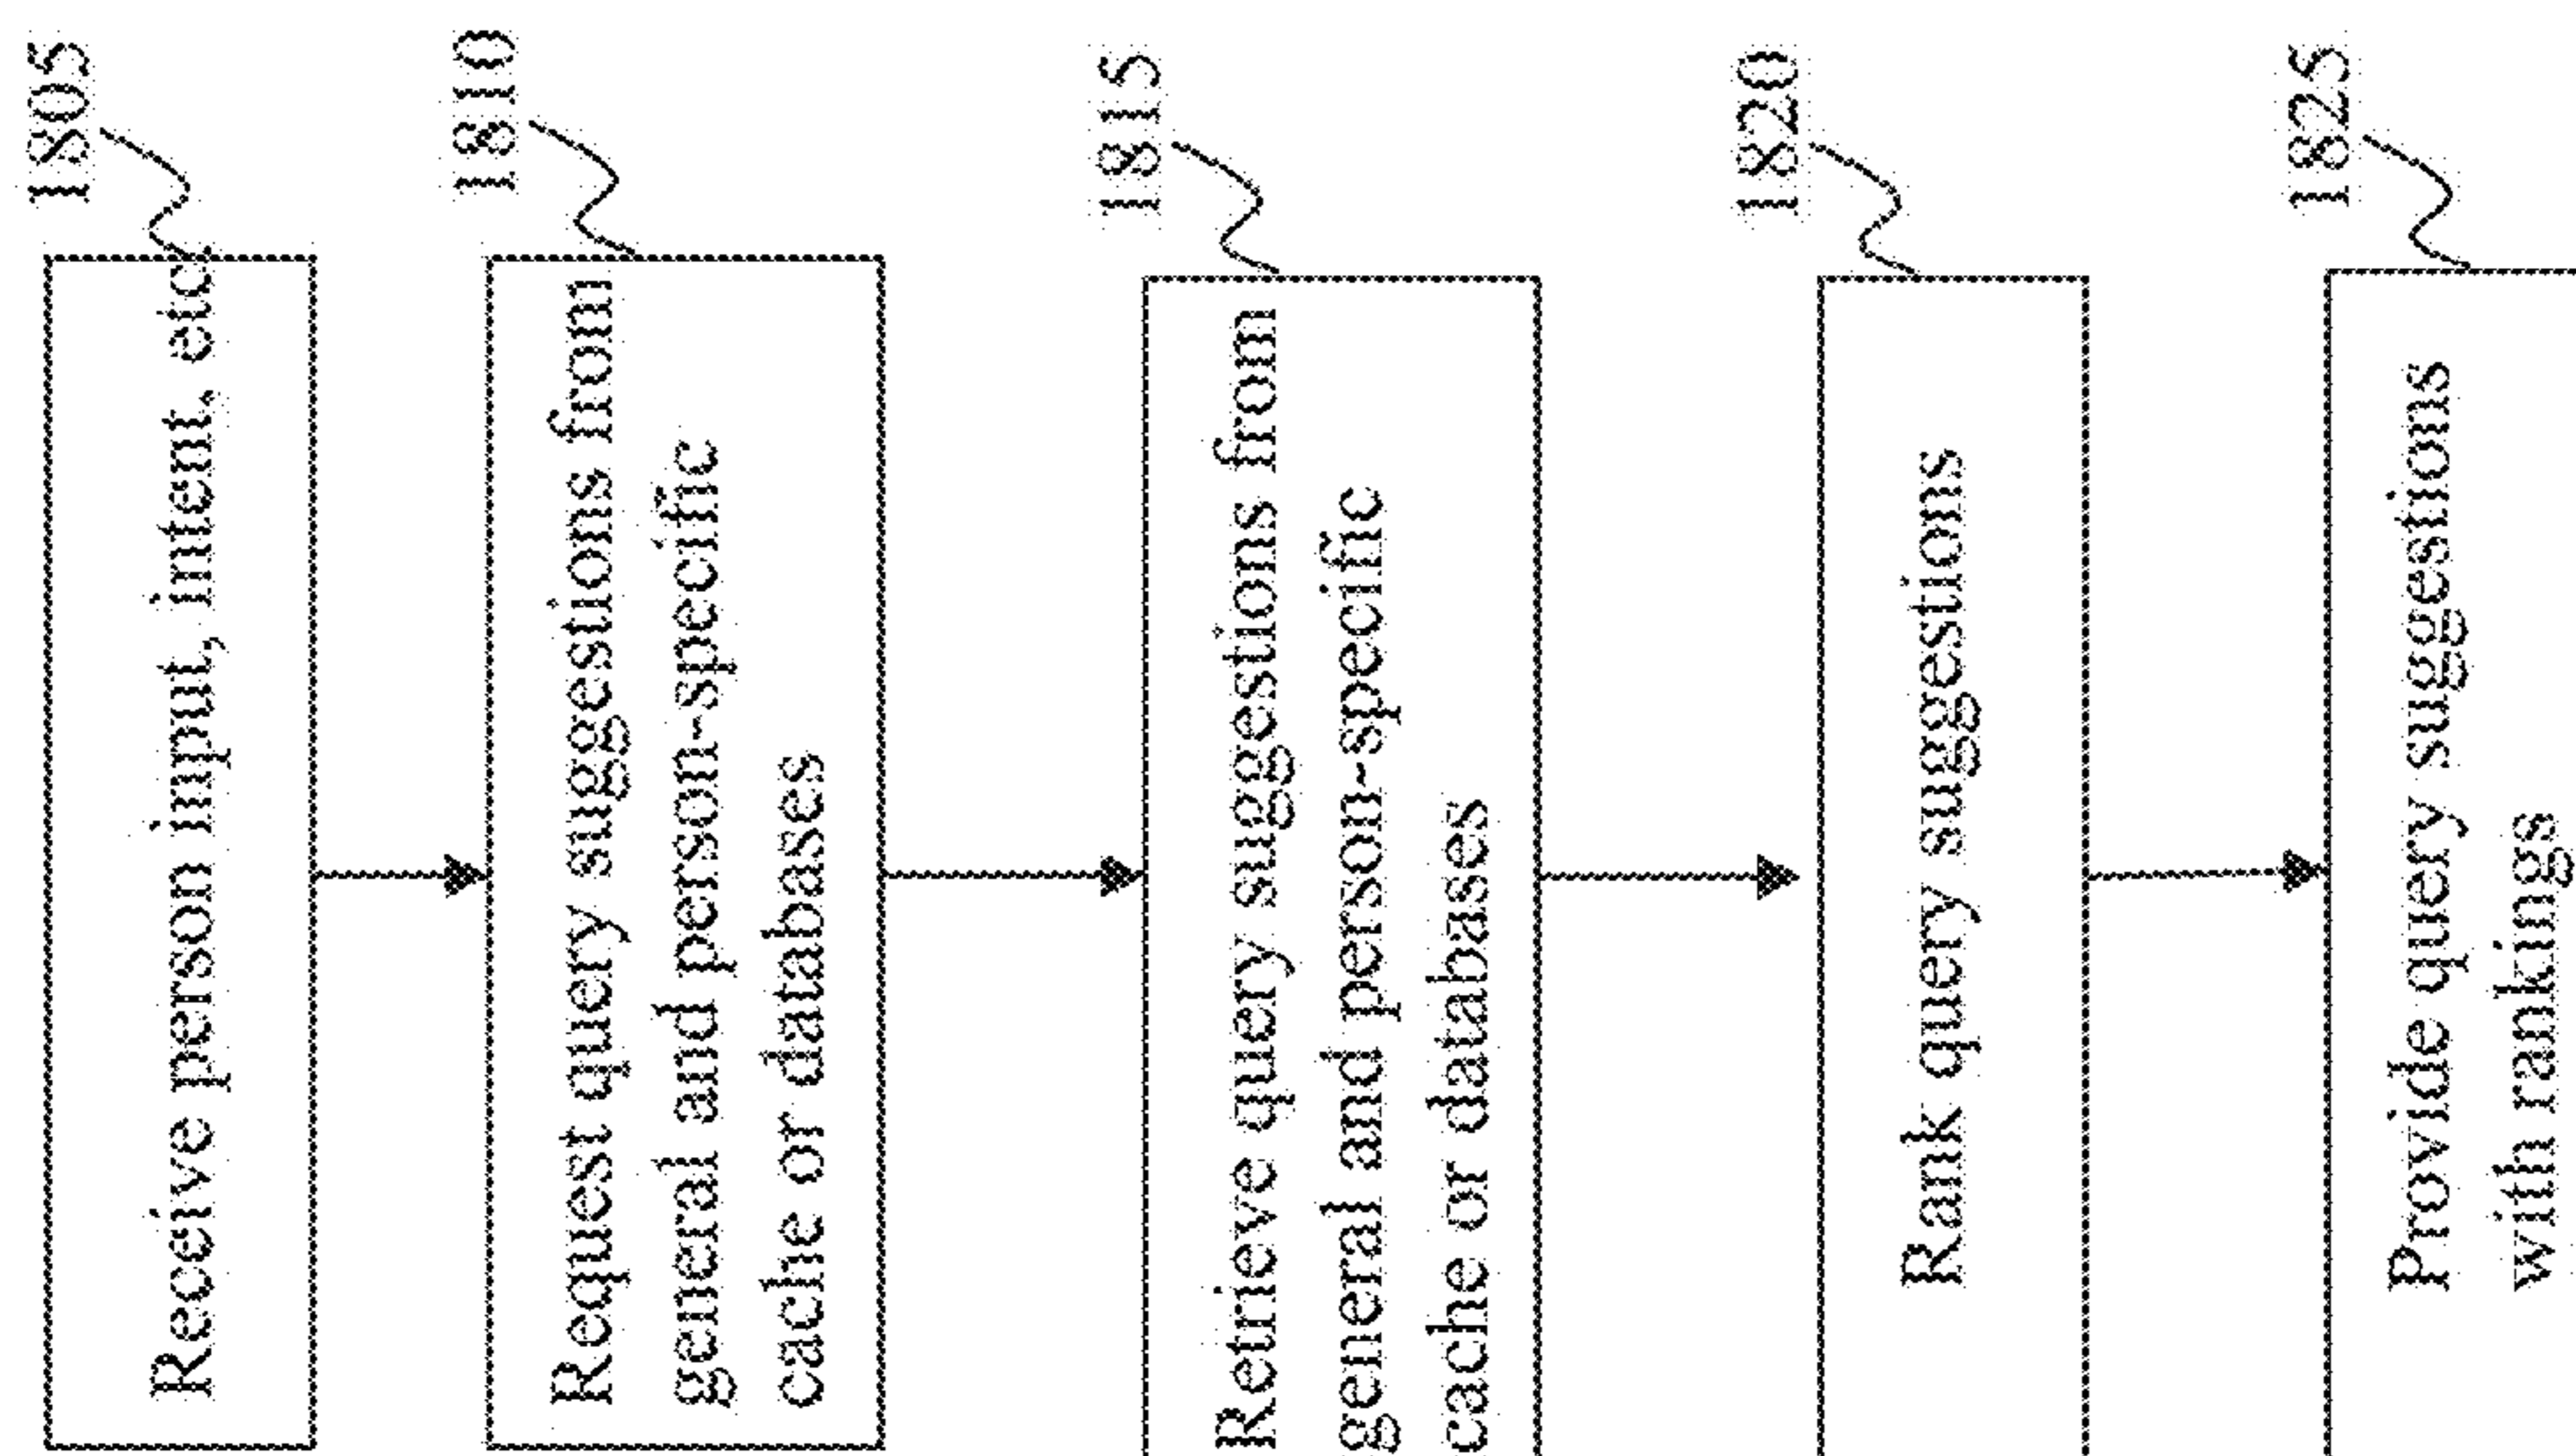 1805
Receive person input, intent, etc.
1810
Request query suggestions from
general and person-specific
cache or databases
1815
Retrieve query suggestions from
general and person-specific
cache or databases
1820
Rank query suggestions
1825
Provide query suggestions
with rankings